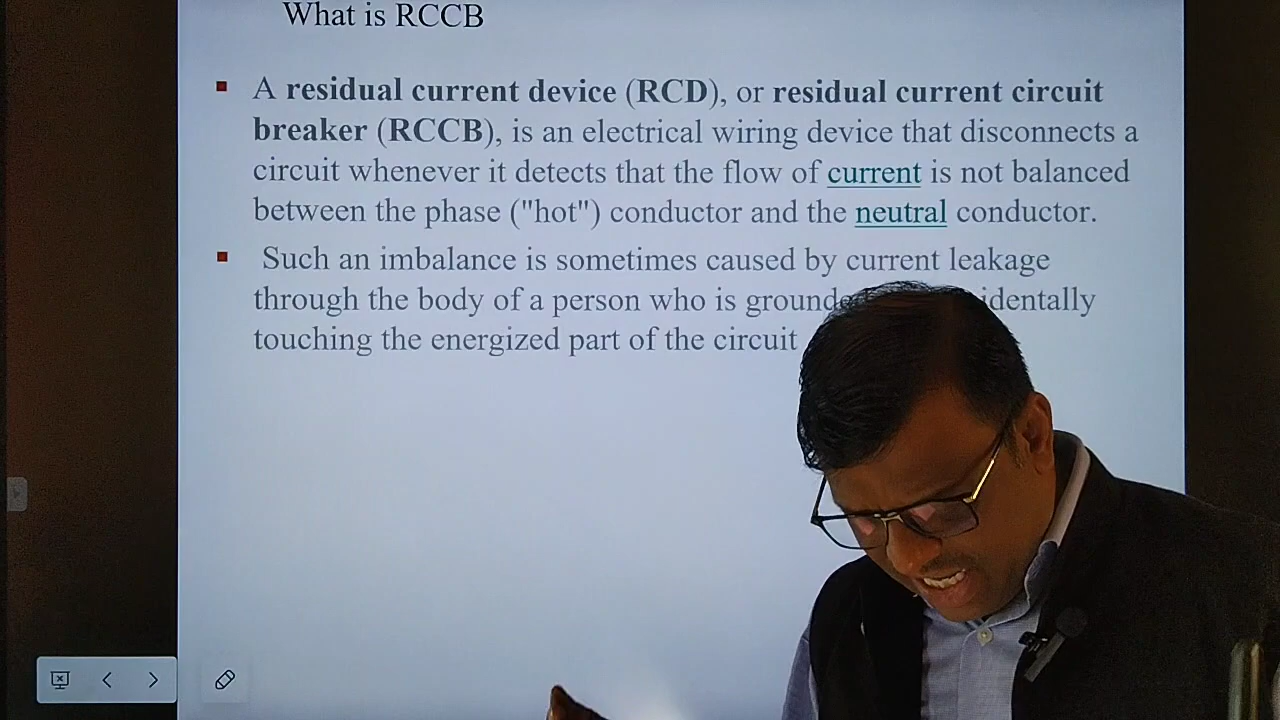 What is RCCB
A residual current device (RCD), or residual current circuit
breaker (RCCB), is an electrical wiring device that disconnects a
circuit whenever it detects that the flow of current is not balanced
between the phase ("hot") conductor and the neutral conductor.
Such an imbalance is sometimes caused by current leakage
through the body of a person who is
touching the energized part of the circuit